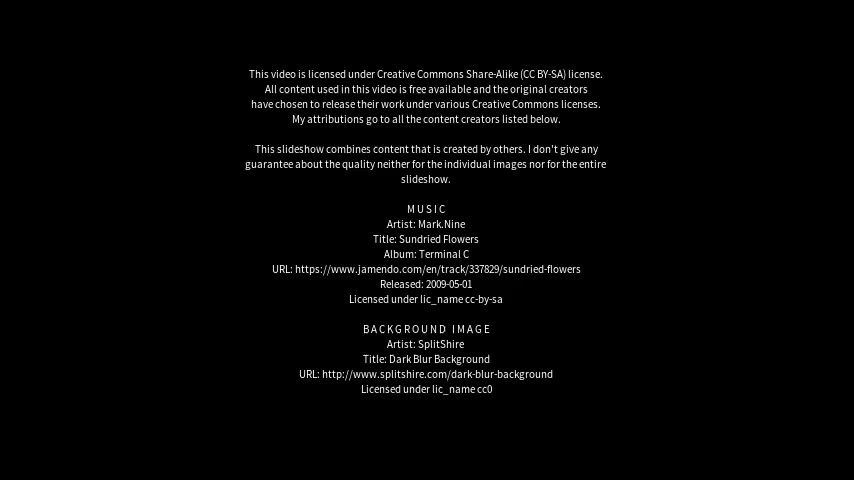 This video is licensed under Creative Commons Share-Alike (CC BY-SA) license.
All content used in this video is free available and the original creators
have chosen to release their work under various Creative Commons licenses.
My attributions go to all the content creators listed below.
This slideshow combines content that is created by others. I don't give any
guarantee about the quality neither for the individual images nor for the entire
slideshow.
MUSIC
Artist: Mark.Nine
Title: Sundried Flowers
Album: Terminal C
URL: https://www.jamendo.com/en/track/337829/sundried-flowers
Released: 2009-05-01
Licensed under lic_name cc-by-sa
BACKGROUND IMAGE
Artist: SplitShire
Title: Dark Blur Background
URL: http://www.splitshire.com/dark-blur-background
Licensed under lic_name cc0